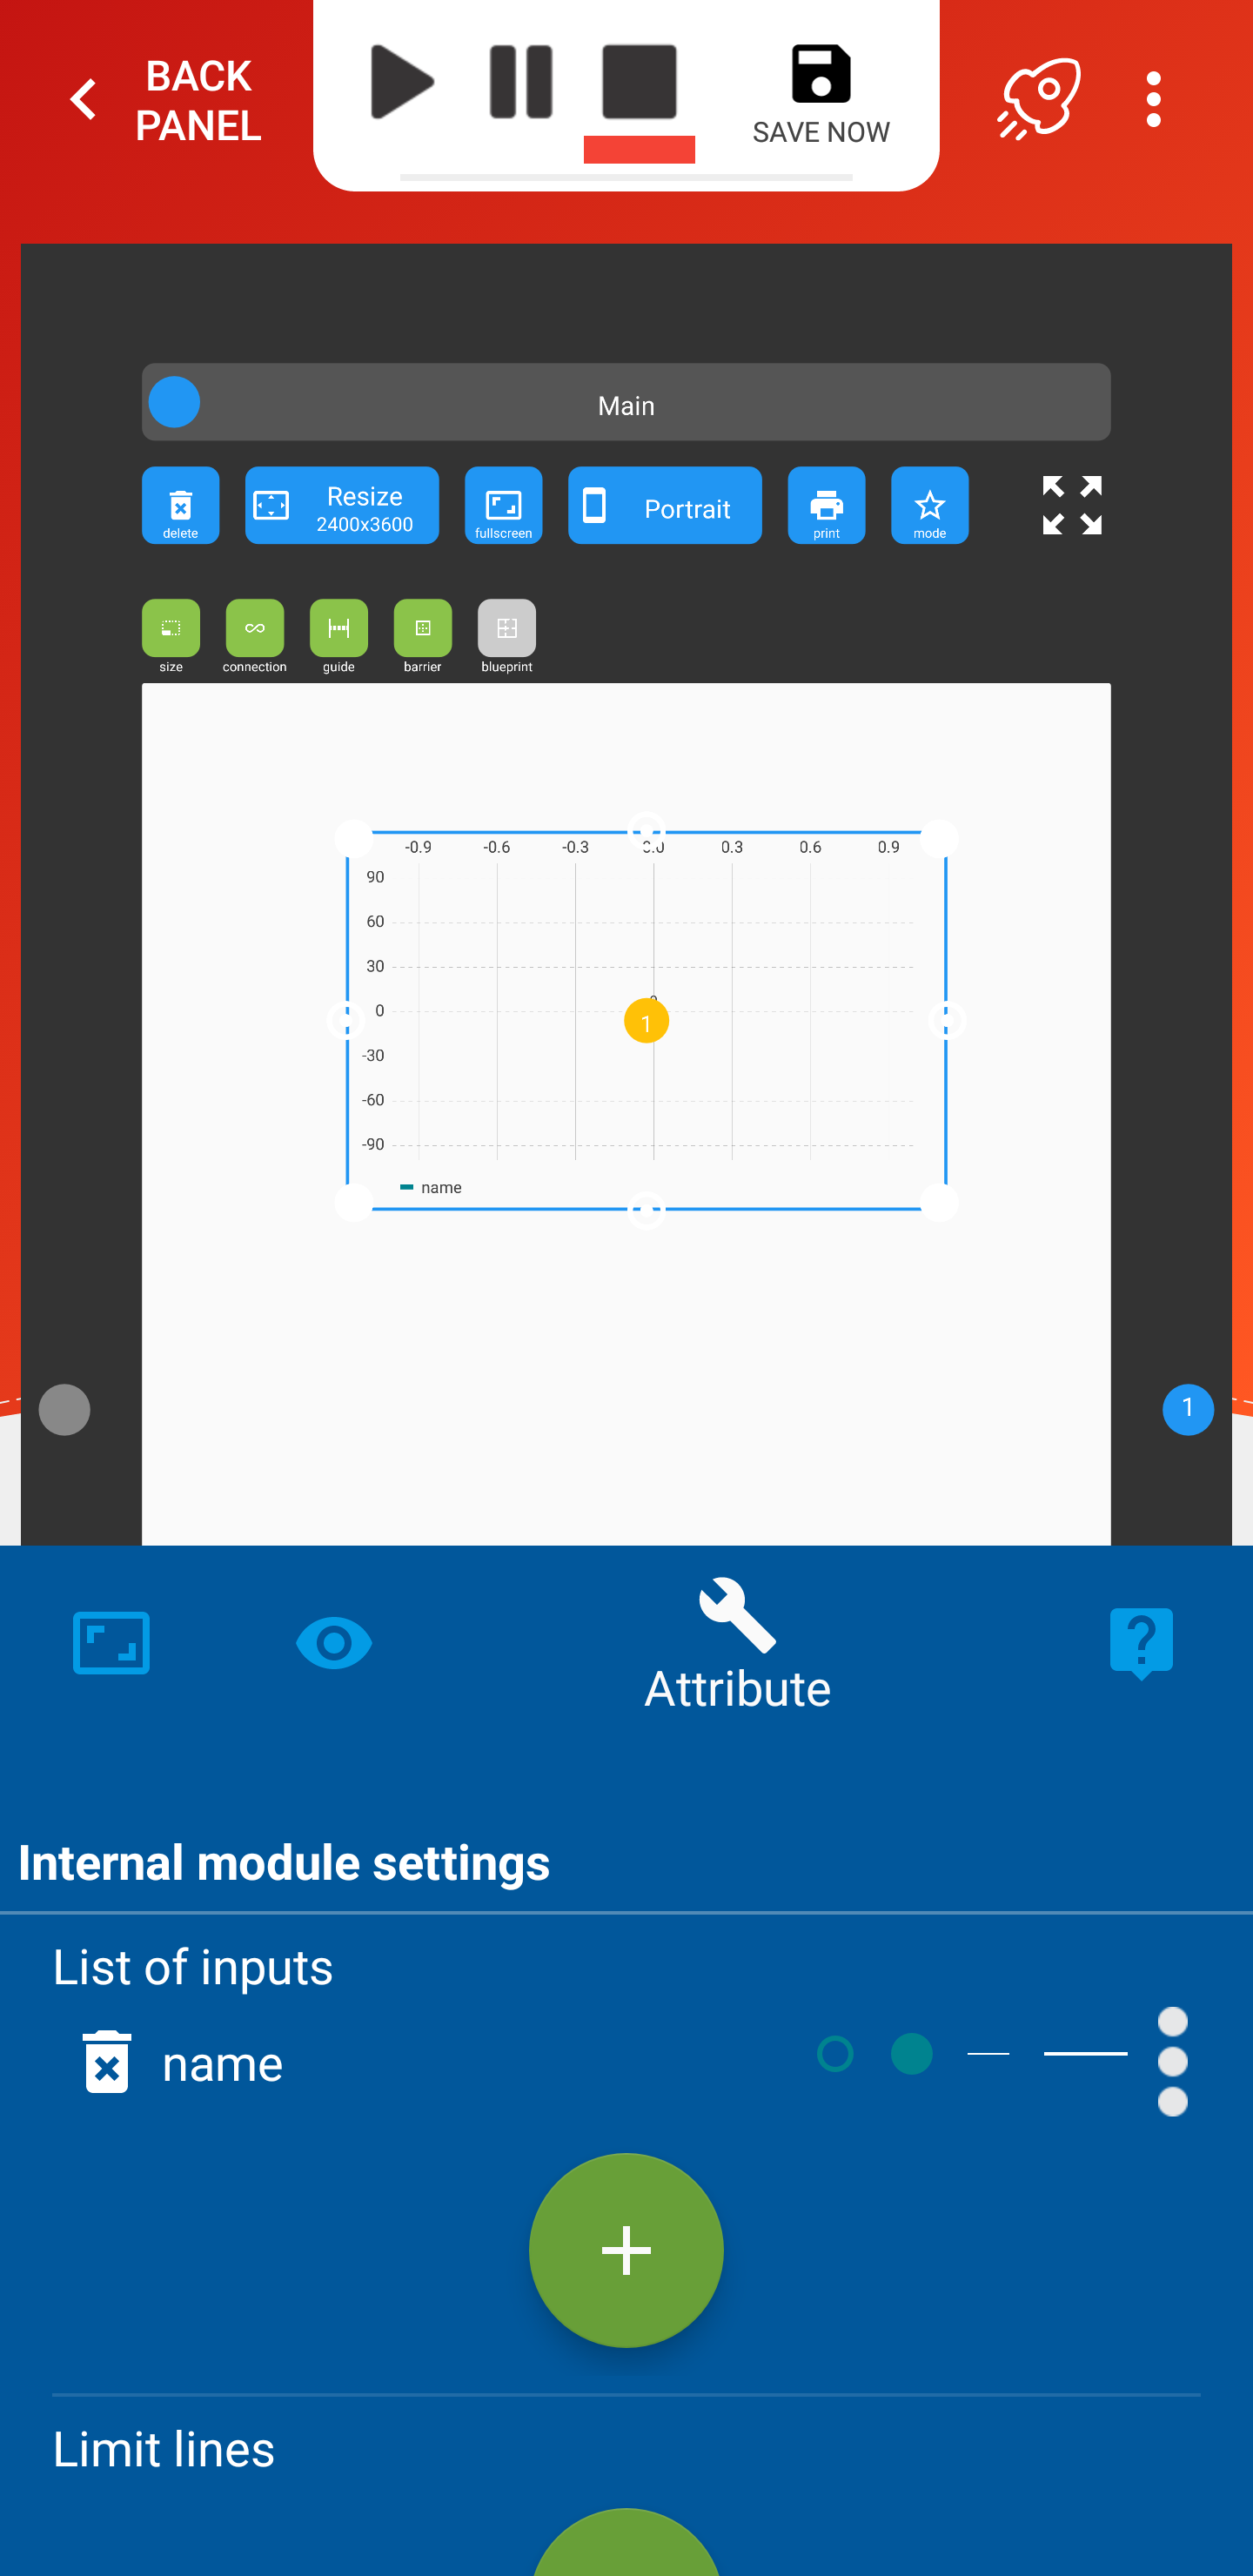 BACK
PANEL
SAVE NOW
Main
delete
Resize
2400x3600
fullscreen
Portrait
print
mode
size
connection
guide
barrier
blueprint
-0.9 -0.6 -0.3 0.0 0.3 0.6 0.9
90
60
30
0
1
-30
-60
-90
name
1
Attribute
Internal module settings
List of inputs
name
Limit lines